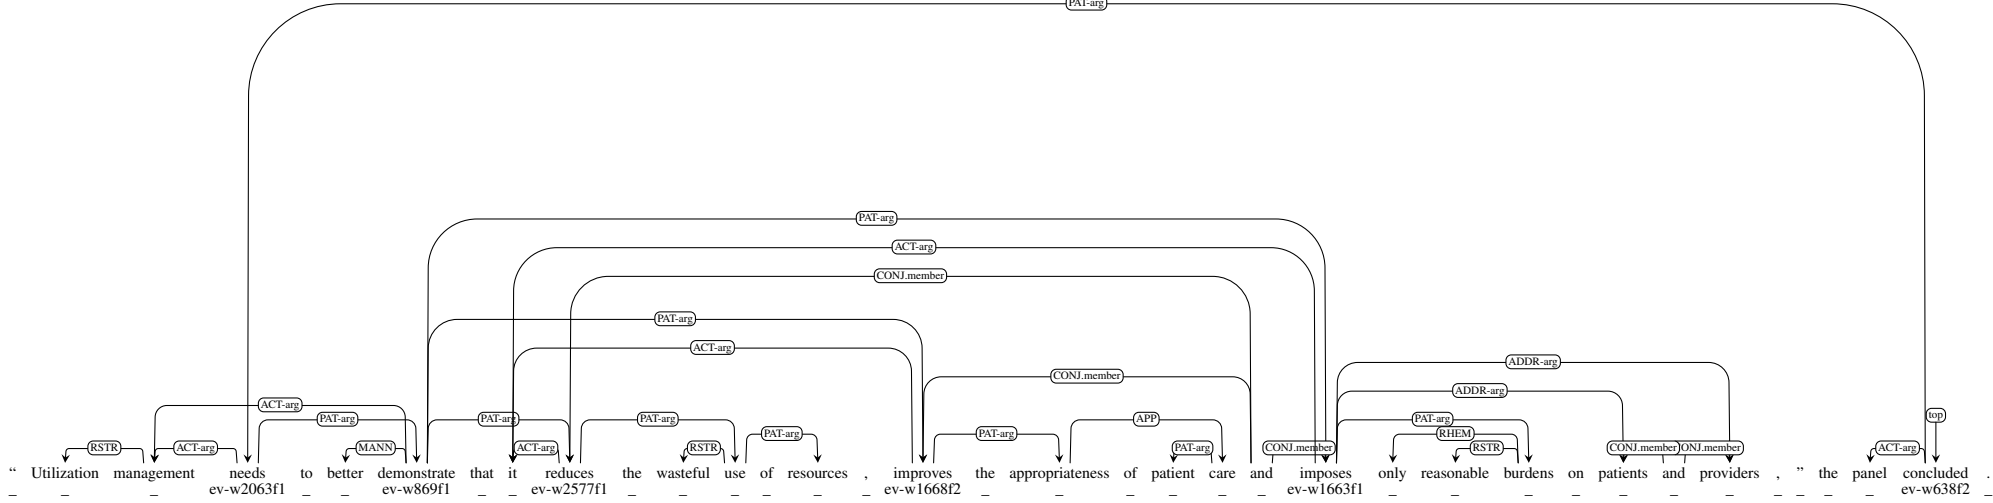 PAT-arg
PAT-arg
ACT-arg
CONJ.member
PAT-arg
ACT-arg
ADDR-arg
CONJ.member
ADDR-arg
ACT-arg top
PAT-arg PAT-arg PAT-arg APP PAT-arg
PAT-arg PAT-arg RHEM
RSTR ACT-arg MANN ACT-arg RSTR PAT-arg CONJ.member RSTR CONJ.member CONJ.member ACT-arg
“ Utilization management needs to better demonstrate that it reduces the wasteful use of resources , improves the appropriateness of patient care and imposes only reasonable burdens on patients and providers , ” the panel concluded .
_ _ _ ev-w2063f1 _ _ ev-w869f1 _ _ ev-w2577f1 _ _ _ _ _ _ ev-w1668f2 _ _ _ _ _ _ ev-w1663f1 _ _ _ _ _ _ _ _ _ _ _ ev-w638f2 _